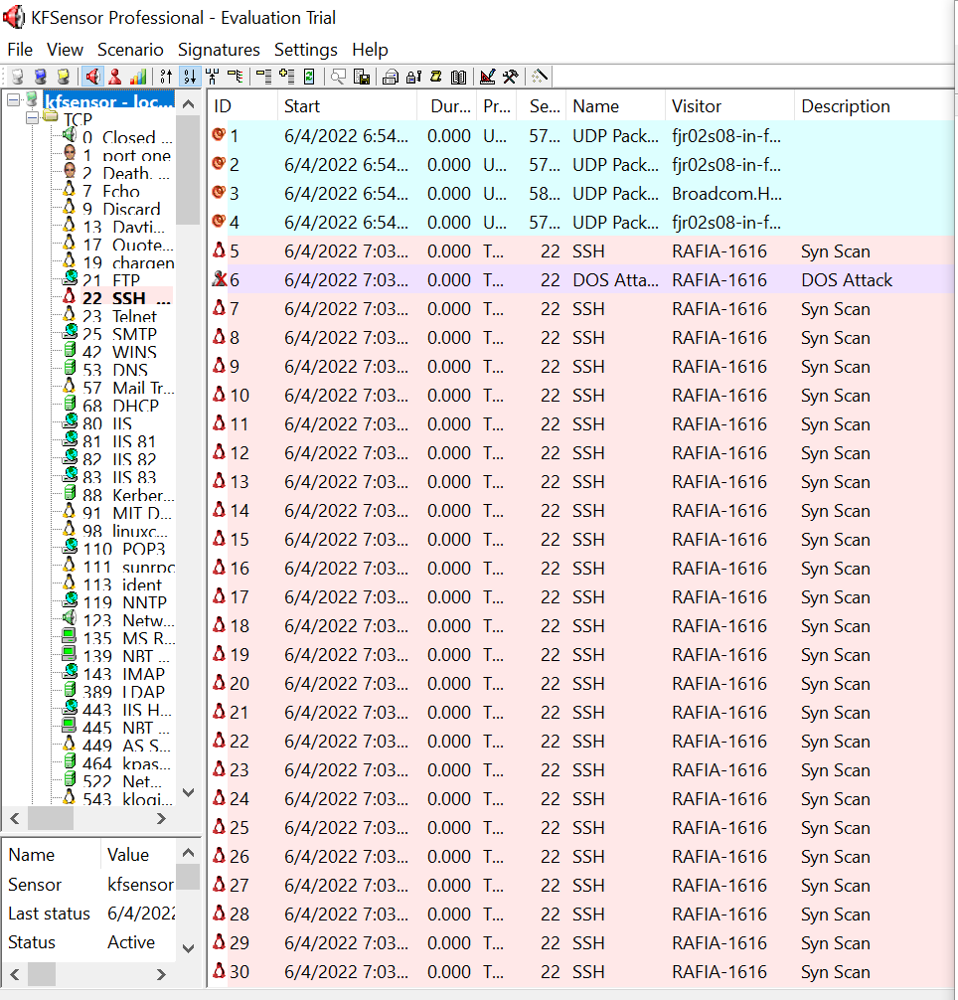 KFSensor Professional - Evaluation Trial
File View Scenario Signatures Settings Help
kfsensor - loc...
TCP
0 Closed ...
1 port one
2 Death, ...
7 Echo
9 Discard
13 Dayti...
17 Quote...
19 chargen
21 FTP
22 SSH ...
23 Telnet
25 SMTP
42 WINS
53 DNS
57 Mail Tr...
68 DHCP
80 IIS
81 IIS 81
82 IIS 82
83 IIS 83
88 Kerber...
91 MIT D...
98 linuxc...
110 POP3
111 sunrpc
113 ident
119 NNTP
123 Netw...
135 MS R...
139 NBT ...
143 IMAP
389 LDAP
443 IIS H...
445 NBT ...
449 AS S...
464 kpas...
522 Net...
543 klogi...
Name Value
Sensor kfsensor
Last status 6/4/2022
Status Active
ID Start Dur... Pr... Se... Name Visitor Description
1 6/4/2022 6:54... 0.000 U... 57... UDP Pack... fjr02s08-in-f...
2 6/4/2022 6:54... 0.000 U... 57... UDP Pack... fjr02s08-in-f...
3 6/4/2022 6:54... 0.000 U... 58... UDP Pack... Broadcom.H...
4 6/4/2022 6:54... 0.000 U... 57... UDP Pack... fjr02s08-in-f...
5 6/4/2022 7:03... 0.000 T... 22 SSH RAFIA-1616 Syn Scan
6 6/4/2022 7:03... 0.000 T... 22 DOS Atta... RAFIA-1616 DOS Attack
7 6/4/2022 7:03... 0.000 T... 22 SSH RAFIA-1616 Syn Scan
8 6/4/2022 7:03... 0.000 T... 22 SSH RAFIA-1616 Syn Scan
9 6/4/2022 7:03... 0.000 T... 22 SSH RAFIA-1616 Syn Scan
10 6/4/2022 7:03... 0.000 T... 22 SSH RAFIA-1616 Syn Scan
11 6/4/2022 7:03... 0.000 T... 22 SSH RAFIA-1616 Syn Scan
12 6/4/2022 7:03... 0.000 T... 22 SSH RAFIA-1616 Syn Scan
13 6/4/2022 7:03... 0.000 T... 22 SSH RAFIA-1616 Syn Scan
14 6/4/2022 7:03... 0.000 T... 22 SSH RAFIA-1616 Syn Scan
15 6/4/2022 7:03... 0.000 T... 22 SSH RAFIA-1616 Syn Scan
16 6/4/2022 7:03... 0.000 T... 22 SSH RAFIA-1616 Syn Scan
17 6/4/2022 7:03... 0.000 T... 22 SSH RAFIA-1616 Syn Scan
18 6/4/2022 7:03... 0.000 T... 22 SSH RAFIA-1616 Syn Scan
19 6/4/2022 7:03... 0.000 T... 22 SSH RAFIA-1616 Syn Scan
20 6/4/2022 7:03... 0.000 T... 22 SSH RAFIA-1616 Syn Scan
21 6/4/2022 7:03... 0.000 T... 22 SSH RAFIA-1616 Syn Scan
22 6/4/2022 7:03... 0.000 T... 22 SSH RAFIA-1616 Syn Scan
23 6/4/2022 7:03... 0.000 T... 22 SSH RAFIA-1616 Syn Scan
24 6/4/2022 7:03... 0.000 T... 22 SSH RAFIA-1616 Syn Scan
25 6/4/2022 7:03... 0.000 T... 22 SSH RAFIA-1616 Syn Scan
26 6/4/2022 7:03... 0.000 T... 22 SSH RAFIA-1616 Syn Scan
27 6/4/2022 7:03... 0.000 T... 22 SSH RAFIA-1616 Syn Scan
28 6/4/2022 7:03... 0.000 T... 22 SSH RAFIA-1616 Syn Scan
29 6/4/2022 7:03... 0.000 T... 22 SSH RAFIA-1616 Syn Scan
30 6/4/2022 7:03... 0.000 T... 22 SSH RAFIA-1616 Syn Scan